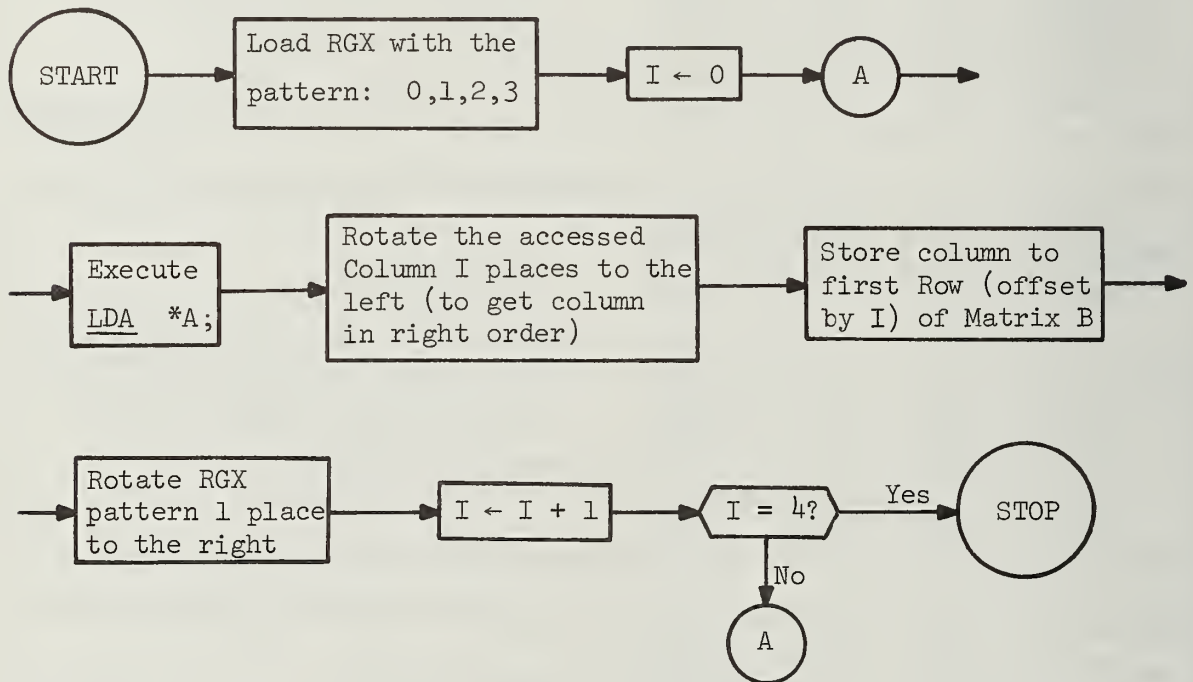 START
Load RGX with the
pattern: 0,1,2,3
I ← 0
A
Execute
LDA *A;
Rotate the accessed
Column I places to the
left (to get column
in right order)
Store column to
first Row (offset
by I) of Matrix B
Rotate RGX
pattern 1 place
to the right
I ← I + 1
I = 4?
Yes
STOP
No
A